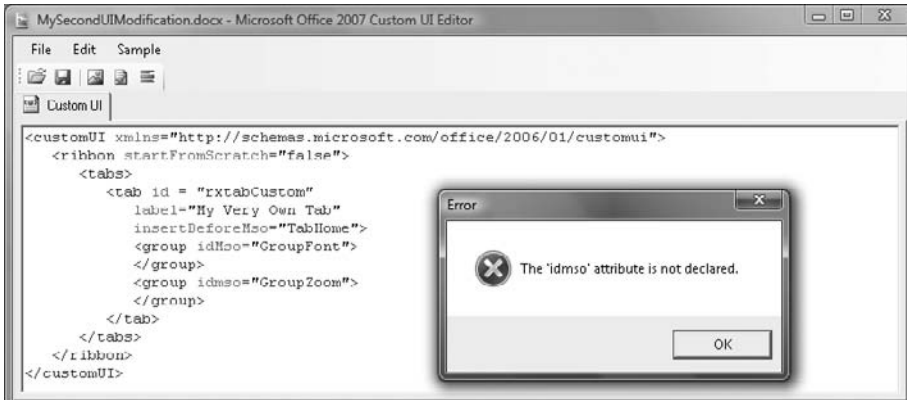 MySecondUIModification.docx - Microsoft Office 2007 Custom UI Editor
File Edit Sample
Custom UI
<customUI xmlns="http://schemas.microsoft.com/office/2006/01/customui">
<ribbon startFromScratch="false">
<tabs>
<tab id = "rxtabCustom"
label="My Very Own Tab"
insertBeforeMso="TabHome">
<group idMso="GroupFont">
</group>
<group idmso="GroupZoom">
</group>
</tab>
</tabs>
</ribbon>
</customUI>
Error
The 'idmso' attribute is not declared.
OK